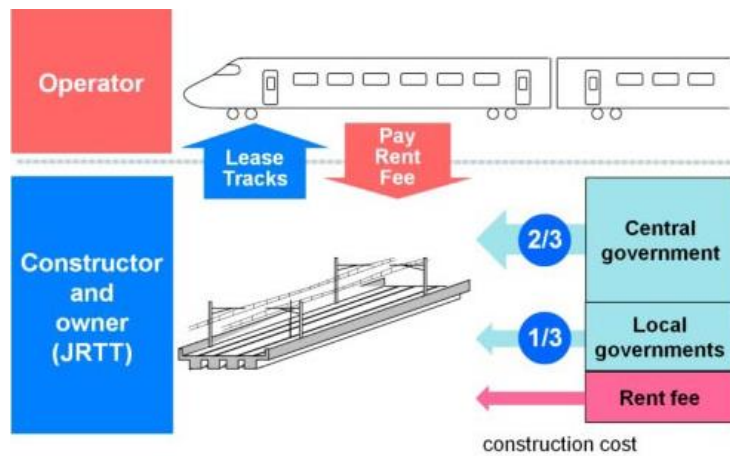 Operator
Lease
Tracks
Pay
Rent
Fee
Constructor
and
owner
(JRTT)
2/3
Central
government
1/3
Local
governments
Rent fee
construction cost